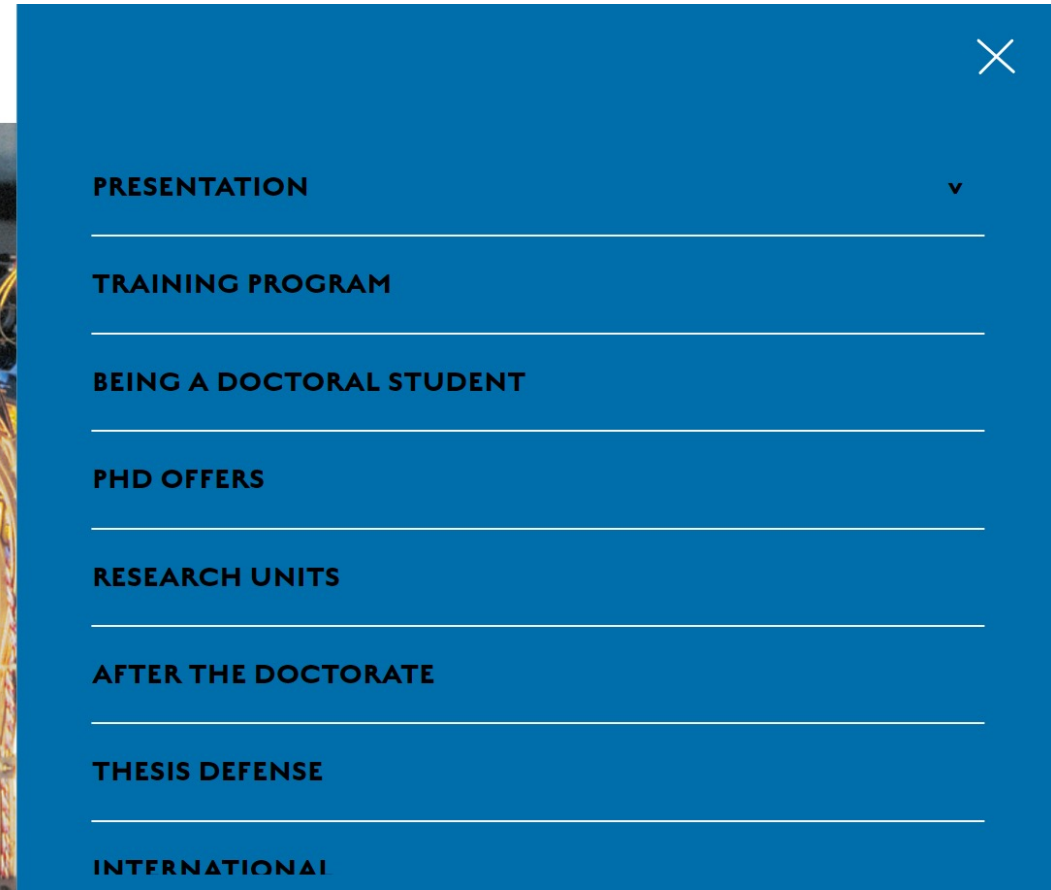 PRESENTATION v
TRAINING PROGRAM
BEING A DOCTORAL STUDENT
PHD OFFERS
RESEARCH UNITS
AFTER THE DOCTORATE
THESIS DEFENSE
INTERNATIONAL